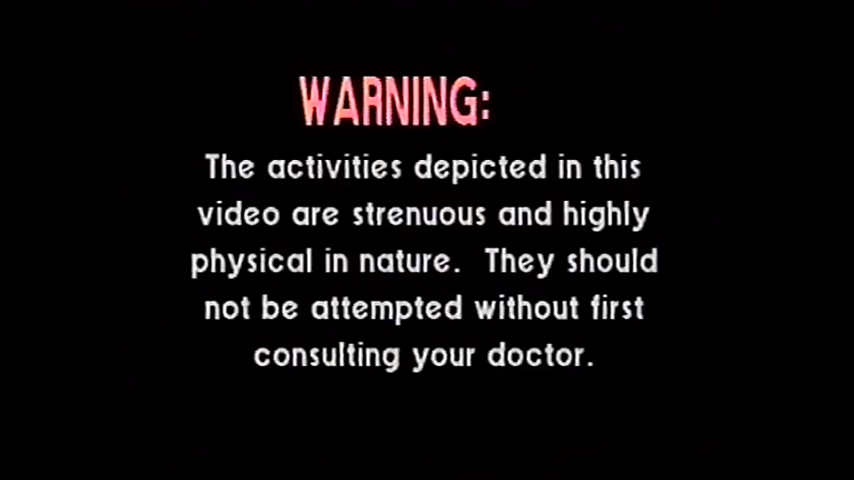 WARNING:
The activities depicted in this
video are strenuous and highly
physical in nature.  They should
not be attempted without first
consulting your doctor.